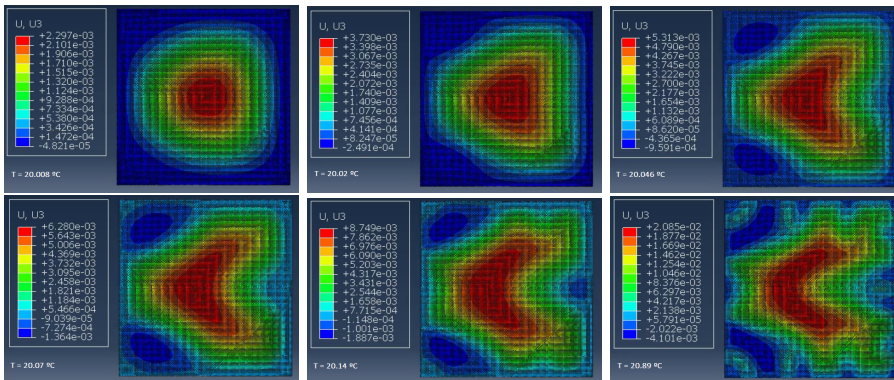 U, U3
+2.297e-03
+2.101e-03
+1.906e-03
+1.710e-03
+1.515e-03
+1.320e-03
+1.124e-03
+9.288e-04
+7.334e-04
+5.380e-04
+3.426e-04
+1.472e-04
-4.821e-05
T = 20.008 ºC
U, U3
+3.730e-03
+3.398e-03
+3.067e-03
+2.735e-03
+2.404e-03
+2.072e-03
+1.740e-03
+1.409e-03
+1.077e-03
+7.456e-04
+4.141e-04
+8.247e-05
-2.491e-04
T = 20.02 ºC
U, U3
+5.313e-03
+4.790e-03
+4.267e-03
+3.745e-03
+3.222e-03
+2.700e-03
+2.177e-03
+1.654e-03
+1.132e-03
+6.089e-04
+8.620e-05
-4.365e-04
-9.591e-04
T = 20.046 ºC
U, U3
+6.280e-03
+5.643e-03
+5.006e-03
+4.369e-03
+3.732e-03
+3.095e-03
+2.458e-03
+1.821e-03
+1.184e-03
+5.466e-04
-9.039e-05
-7.274e-04
-1.364e-03
T = 20.07 ºC
U, U3
+8.749e-03
+7.862e-03
+6.976e-03
+6.090e-03
+5.203e-03
+4.317e-03
+3.431e-03
+2.544e-03
+1.658e-03
+7.715e-04
-1.148e-04
-1.001e-03
-1.887e-03
T = 20.14 ºC
U, U3
+2.085e-02
+1.877e-02
+1.669e-02
+1.462e-02
+1.254e-02
+1.046e-02
+8.376e-03
+6.297e-03
+4.217e-03
+2.138e-03
+5.791e-05
-2.022e-03
-4.101e-03
T = 20.89 ºC